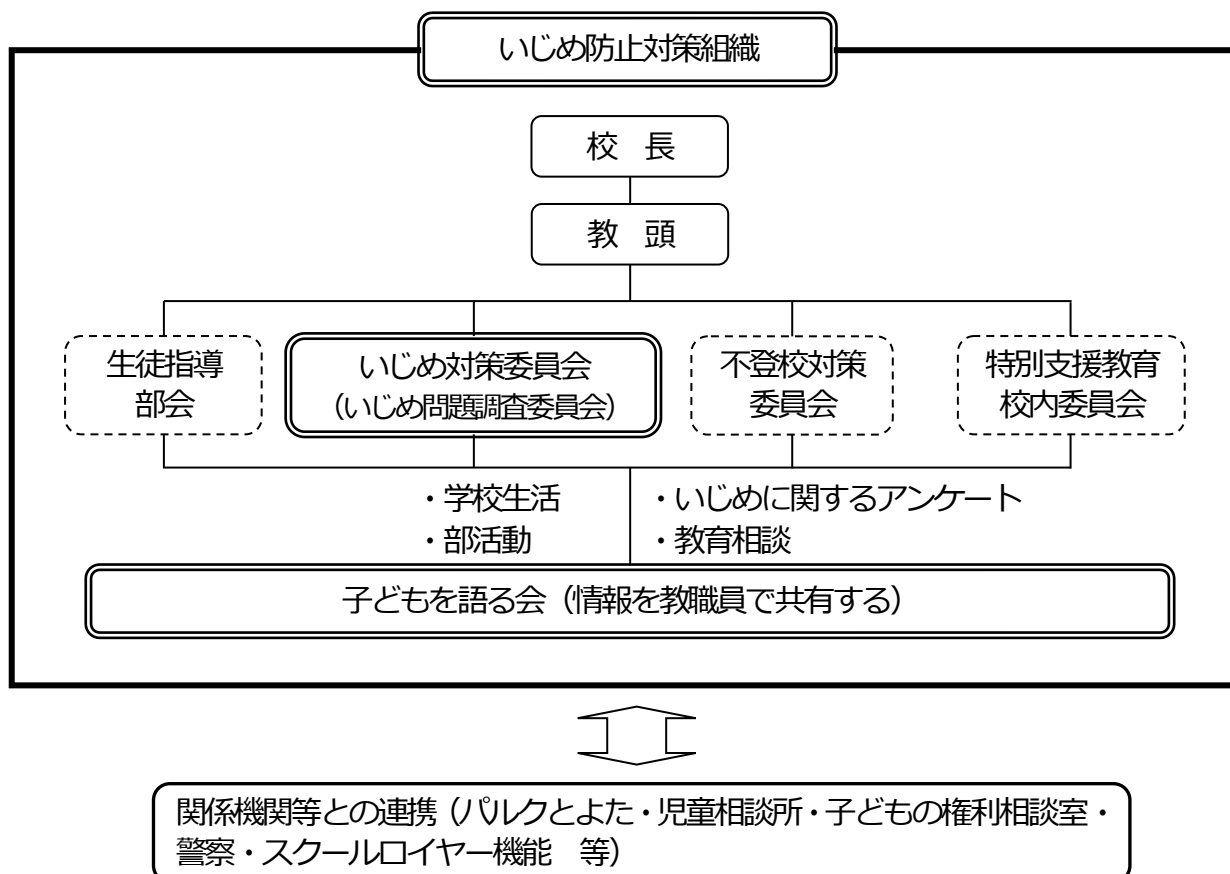 いじめ防止対策組織
校 長
教 頭
生徒指導
部会
いじめ対策委員会
（いじめ問題調査委員会）
不登校対策
委員会
特別支援教育
校内委員会
・学校生活
・部活動
・いじめに関するアンケート
・教育相談
子どもを語る会（情報を教職員で共有する）
関係機関等との連携（パルクとよた・児童相談所・子どもの権利相談室・
警察・スクールロイヤー機能　等）